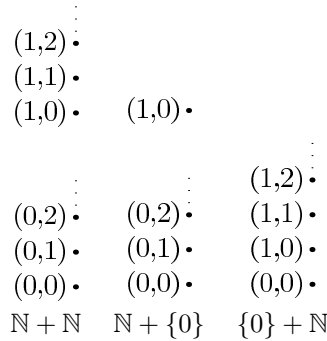 (1,2)
(1,1)
(1,0) (1,0)
(1,2)
(0,2) (0,2) (1,1)
(0,1) (0,1) (1,0)
(0,0) (0,0) (0,0)
ℕ + ℕ ℕ + {0} {0} + ℕ